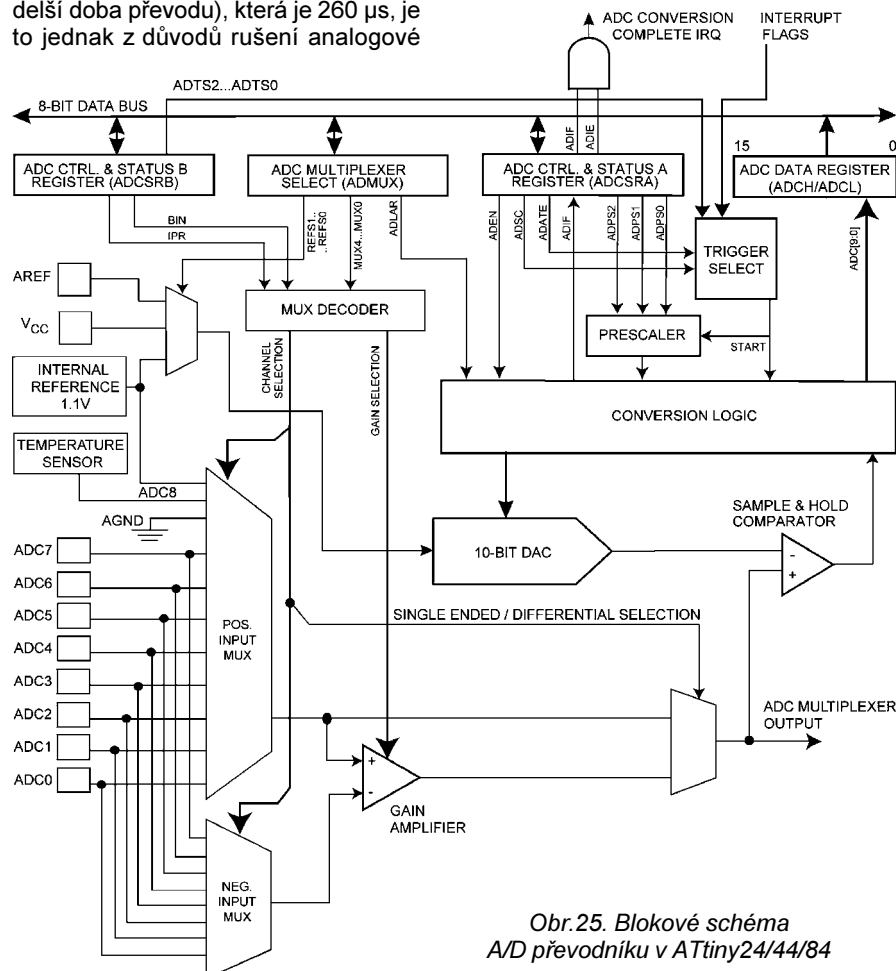 delší doba převodu), která je 260 μs, je
to jednak z důvodů rušení analogové
ADC CONVERSION
COMPLETE IRQ
INTERRUPT
FLAGS
ADTS2...ADTS0
8-BIT DATA BUS
ADIF
ADIE
15
0
ADC CTRL. & STATUS B
REGISTER (ADCSRB)
ADC MULTIPLEXER
SELECT (ADMUX)
ADC CTRL. & STATUS A
REGISTER (ADCSRA)
ADC DATA REGISTER
(ADCH/ADCL)
BIN
IPR
REFS1..
..REFS0
MUX4...MUX0
ADLAR
ADEN
ADSC
ADATE
ADIF
ADPS2
ADPS1
ADPS0
ADC[9:0]
TRIGGER
SELECT
AREF
VCC
MUX DECODER
PRESCALER
START
INTERNAL
REFERENCE
1.1V
CHANNEL
SELECTION
GAIN SELECTION
CONVERSION LOGIC
TEMPERATURE
SENSOR
ADC8
AGND
SAMPLE & HOLD
COMPARATOR
10-BIT DAC
-
+
ADC7
ADC6
ADC5
ADC4
ADC3
ADC2
ADC1
ADC0
POS.
INPUT
MUX
SINGLE ENDED / DIFFERENTIAL SELECTION
ADC MULTIPLEXER
OUTPUT
+
-
GAIN
AMPLIFIER
NEG.
INPUT
MUX
Obr.25. Blokové schéma
A/D převodníku v ATtiny24/44/84